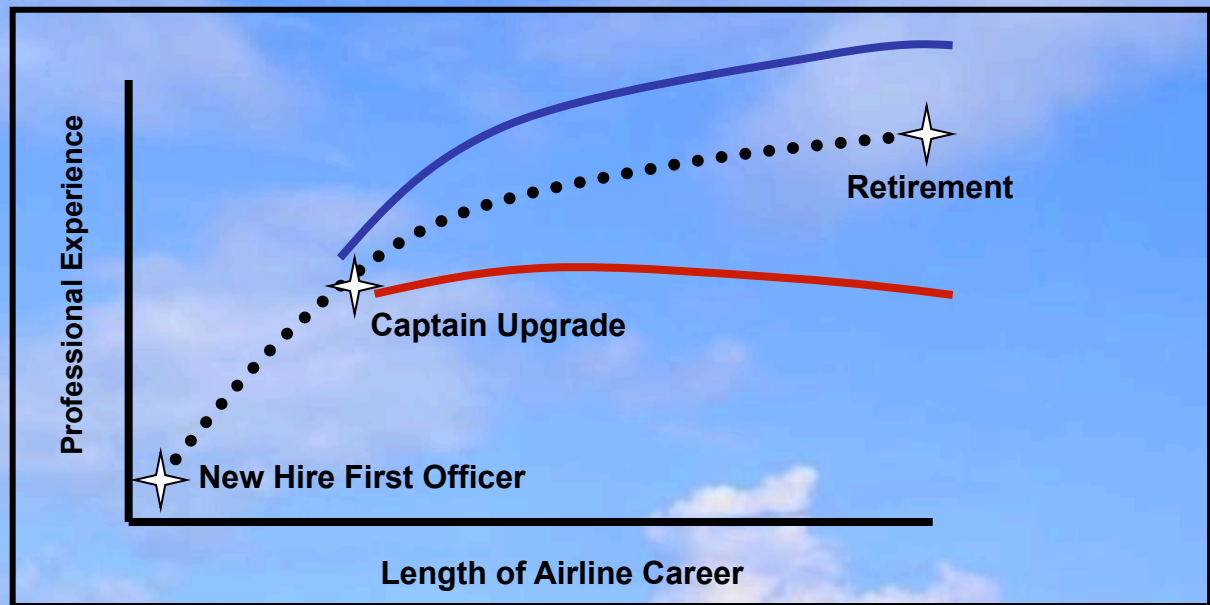 Professional Experience
Retirement
Captain Upgrade
New Hire First Officer
Length of Airline Career